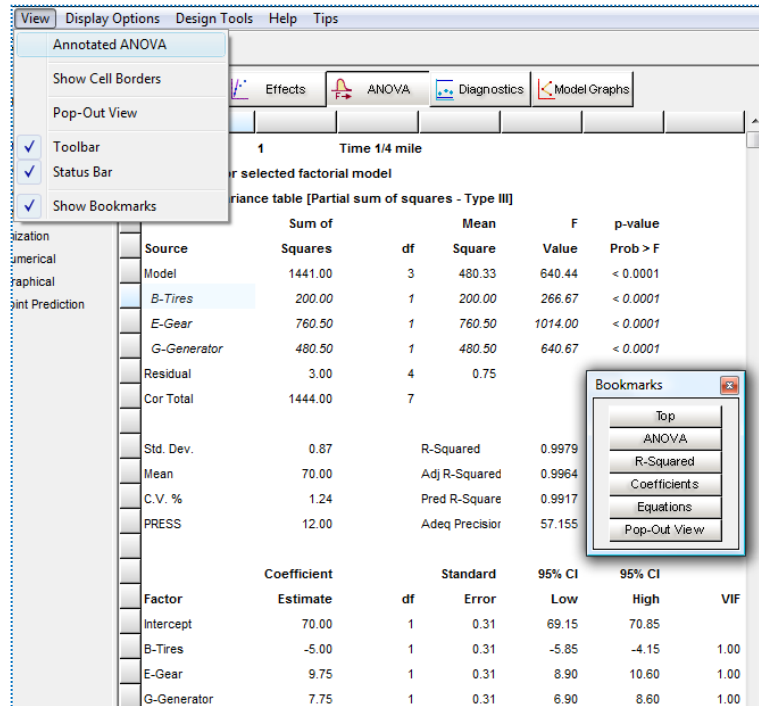 View Display Options Design Tools Help Tips
Annotated ANOVA
Show Cell Borders
Pop-Out View
Toolbar
Status Bar
Show Bookmarks
Effects ANOVA Diagnostics Model Graphs
1 Time 1/4 mile
selected factorial model
table [Partial sum of squares - Type III]
Sum of Mean F p-value
Source Squares df Square Value Prob > F
Model 1441.00 3 480.33 640.44 < 0.0001
B-Tires 200.00 1 200.00 266.67 < 0.0001
E-Gear 760.50 1 760.50 1014.00 < 0.0001
G-Generator 480.50 1 480.50 640.67 < 0.0001
Residual 3.00 4 0.75
Cor Total 1444.00 7
Std. Dev. 0.87 R-Squared 0.9979
Mean 70.00 Adj R-Squared 0.9964
C.V. % 1.24 Pred R-Square 0.9917
PRESS 12.00 Adeq Precisior 57.155
Coefficient Standard 95% CI 95% CI
Factor Estimate df Error Low High VIF
Intercept 70.00 1 0.31 69.15 70.85
B-Tires -5.00 1 0.31 -5.85 -4.15 1.00
E-Gear 9.75 1 0.31 8.90 10.60 1.00
G-Generator 7.75 1 0.31 6.90 8.60 1.00
ization
umerical
raphical
int Prediction
Bookmarks
Top
ANOVA
R-Squared
Coefficients
Equations
Pop-Out View